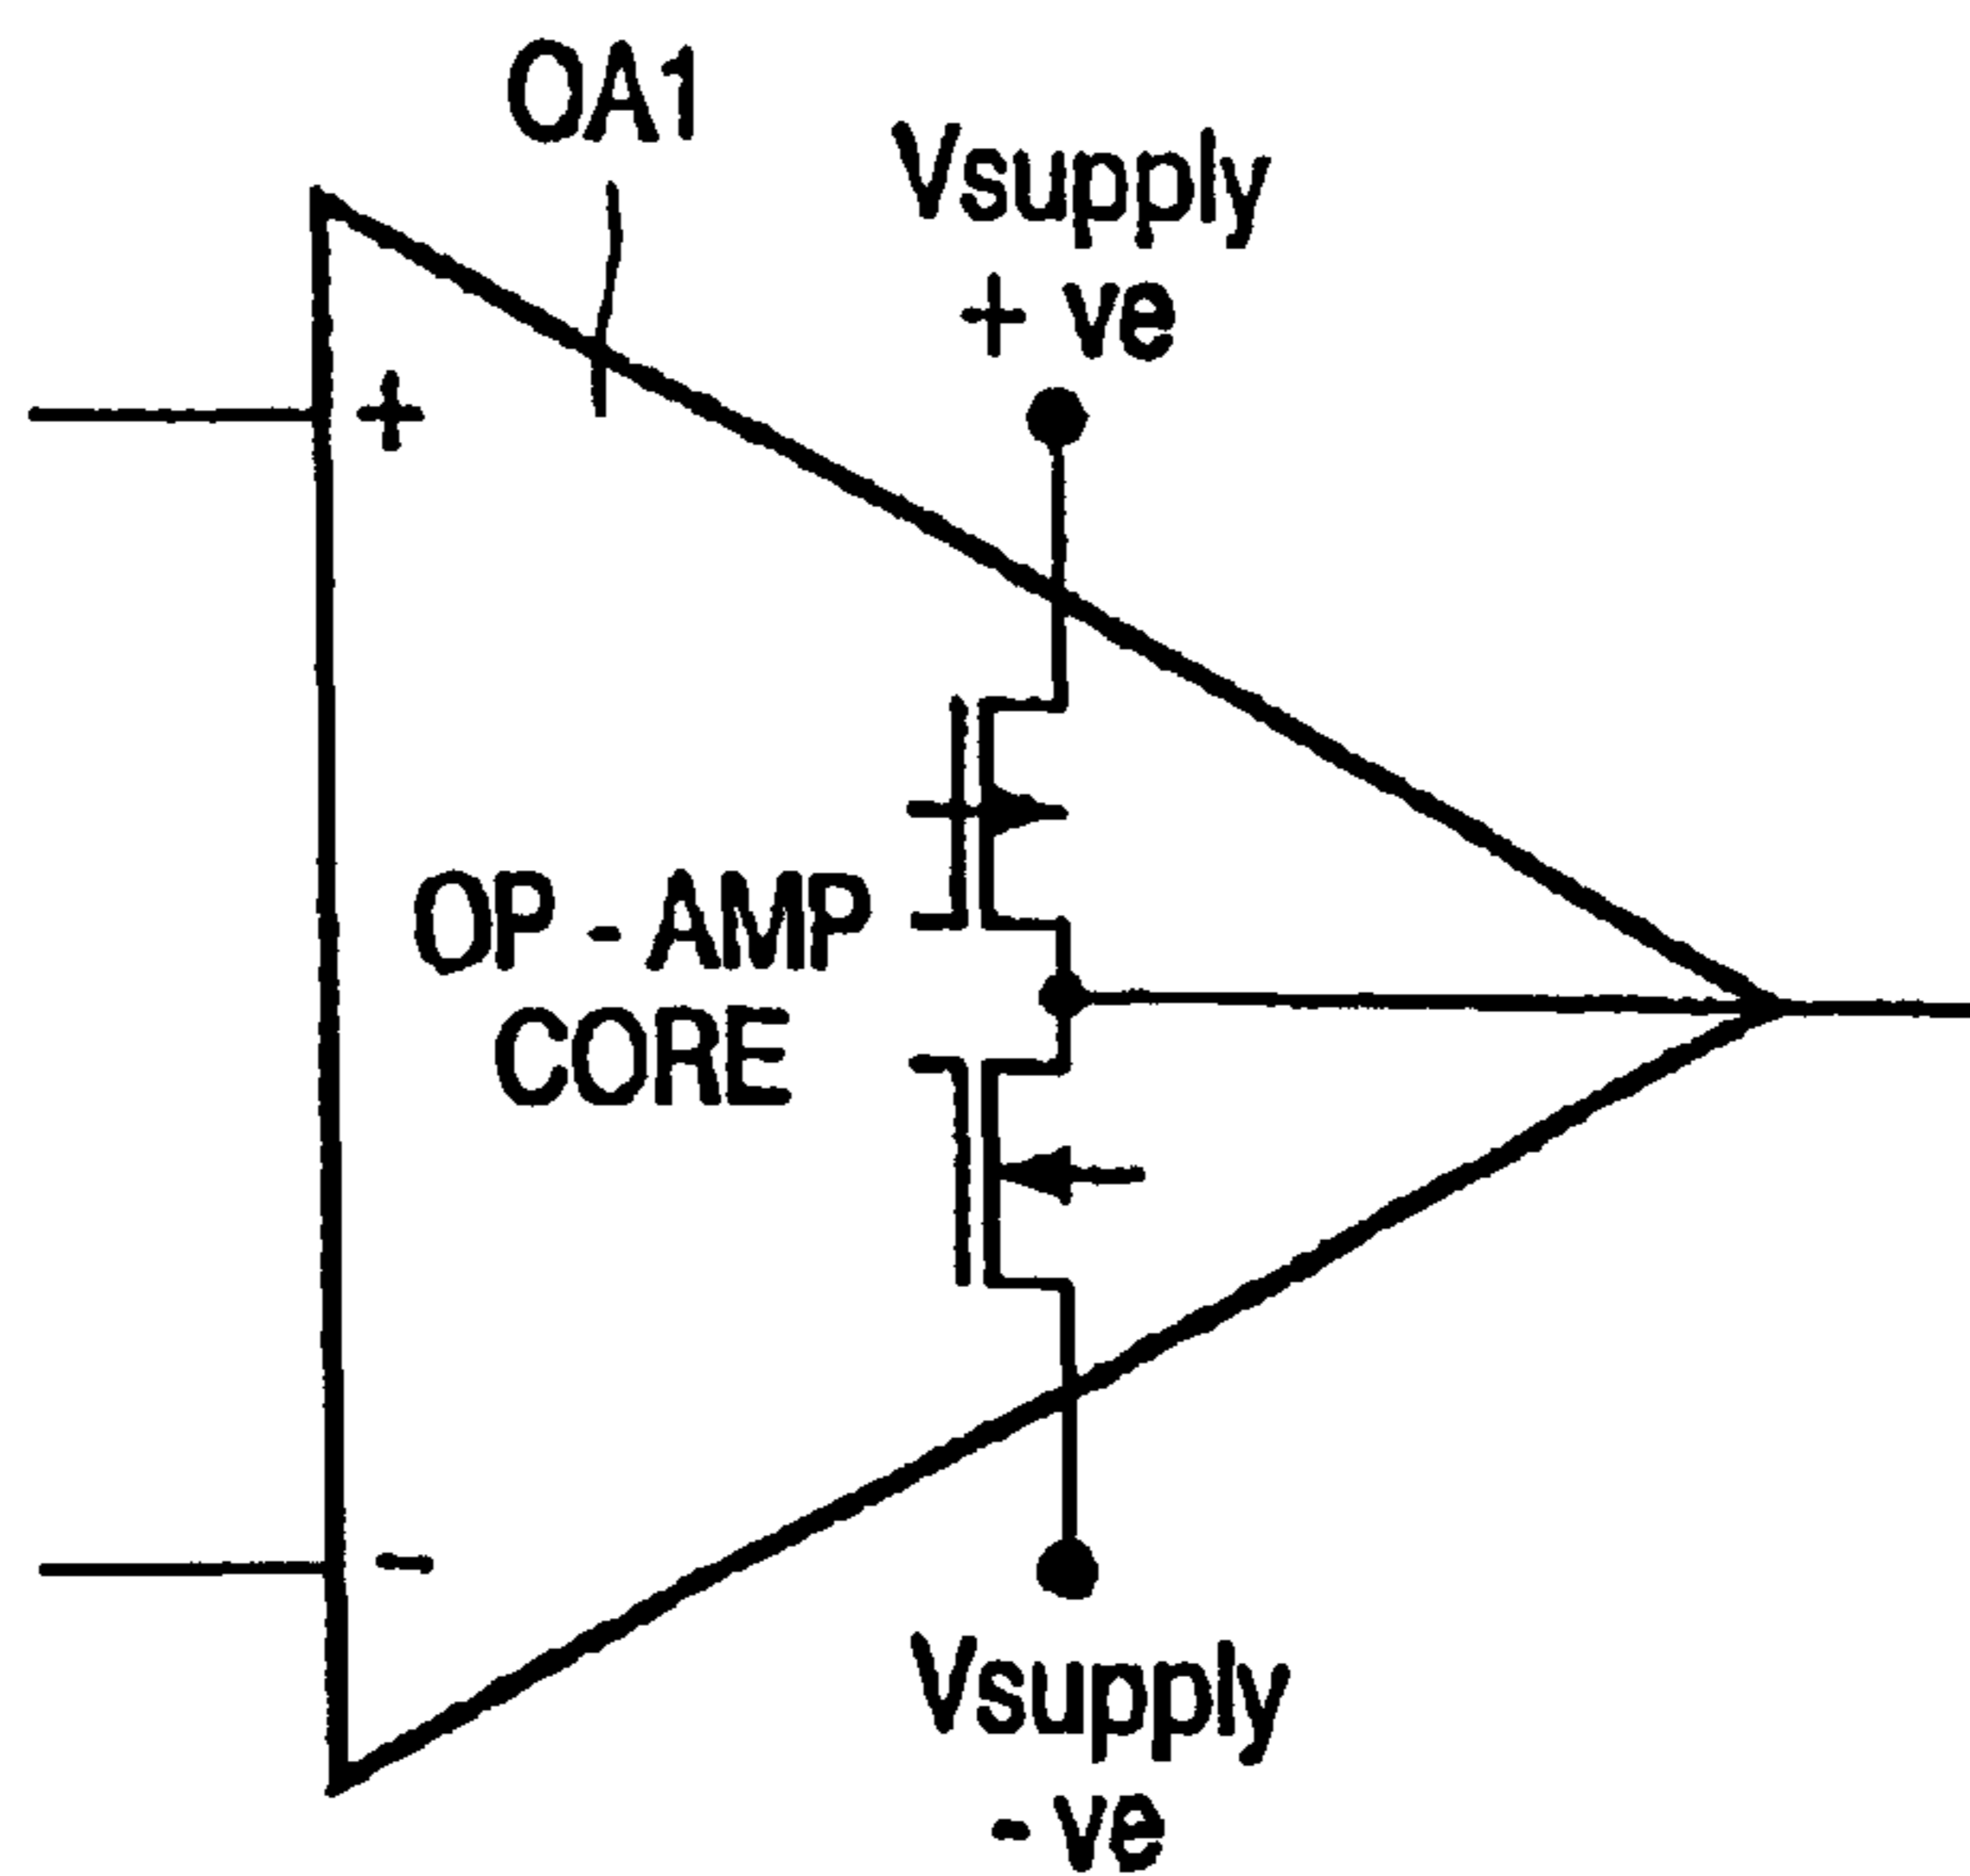 OA1
Vsupply
+ ve
+
OP - AMP
CORE
-
Vsupply
- ve